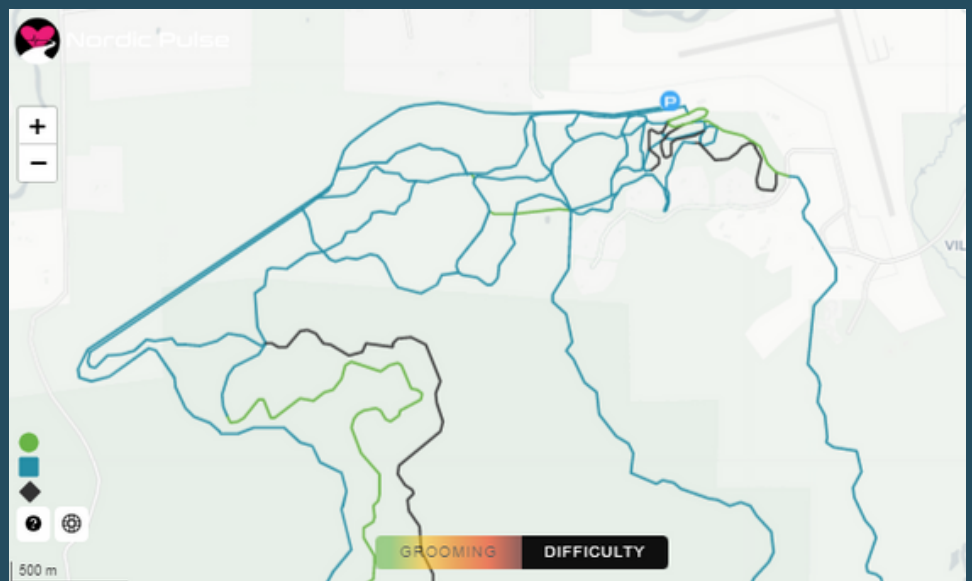 Nordic Pulse
P
+
−
VIL
?
GROOMING DIFFICULTY
500 m